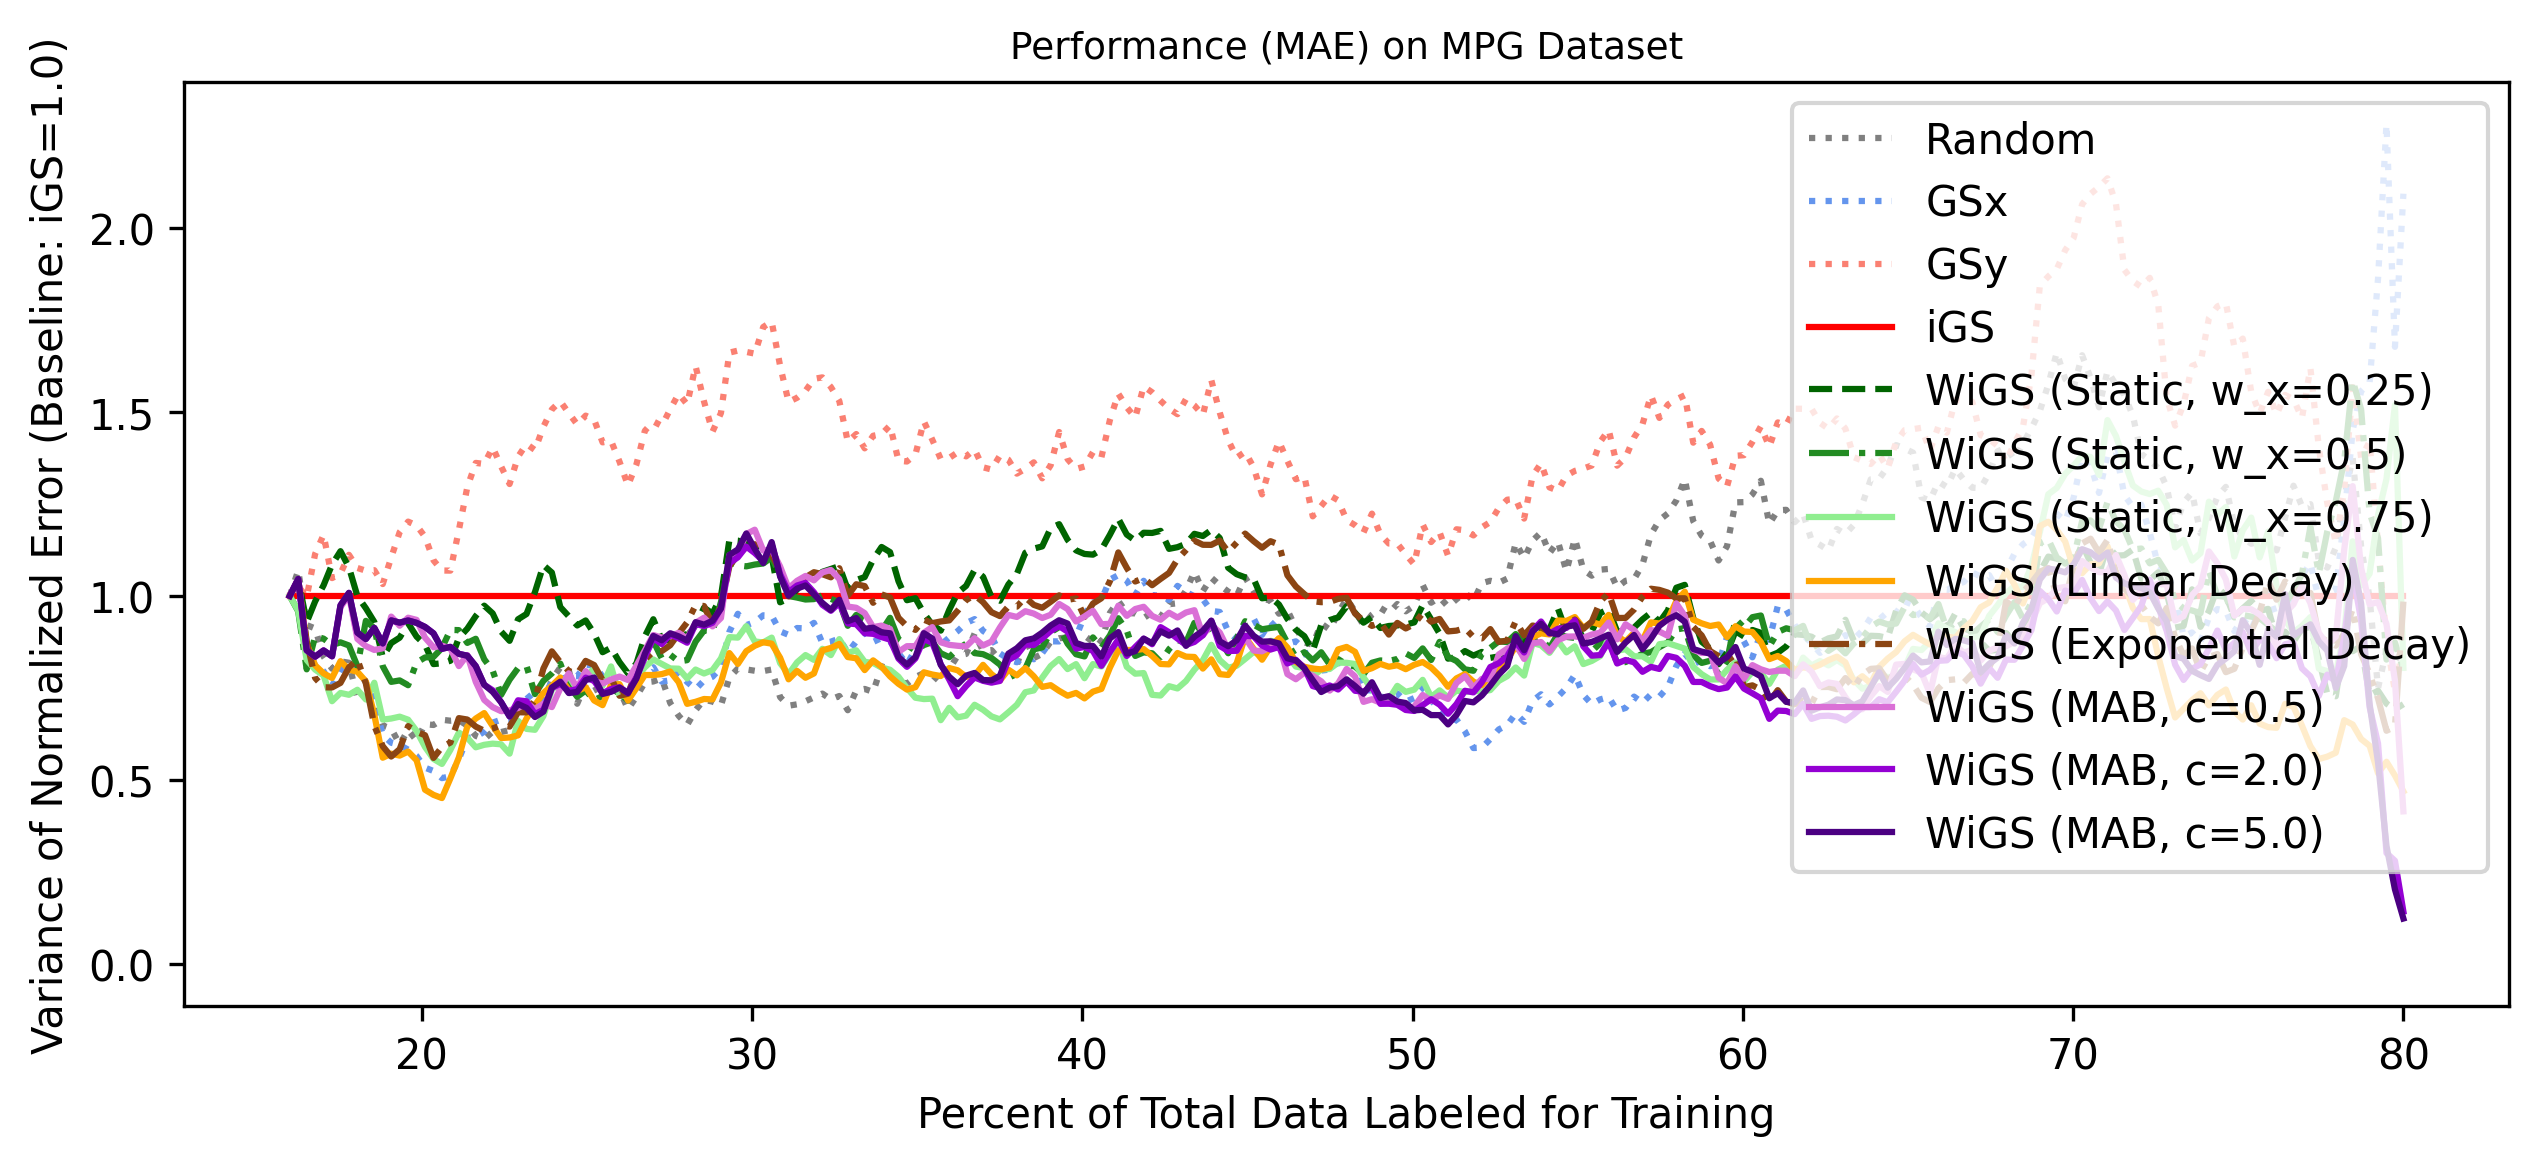 Performance (MAE) on MPG Dataset
Variance of Normalized Error (Baseline: iGS=1.0)
2.0
1.5
1.0
0.5
0.0
20
30
40
50
60
70
80
Percent of Total Data Labeled for Training
Random
GSx
GSy
iGS
WiGS (Static, w_x=0.25)
WiGS (Static, w_x=0.5)
WiGS (Static, w_x=0.75)
WiGS (Linear Decay)
WiGS (Exponential Decay)
WiGS (MAB, c=0.5)
WiGS (MAB, c=2.0)
WiGS (MAB, c=5.0)